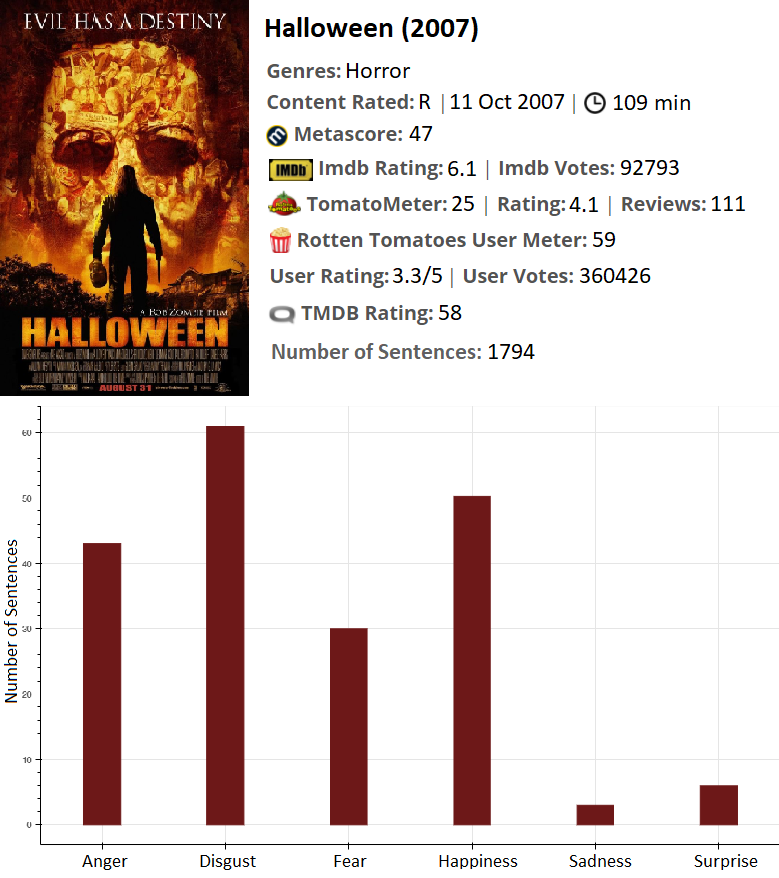 EVIL HAS A DESTINY
A ROB ZOMBIE FILM
HALLOWEEN
AUGUST 31
Halloween (2007)
Genres: Horror
Content Rated: R | 11 Oct 2007 | 109 min
Metascore: 47
IMDb Imdb Rating: 6.1 | Imdb Votes: 92793
TomatoMeter: 25 | Rating: 4.1 | Reviews: 111
Rotten Tomatoes User Meter: 59
User Rating: 3.3/5 | User Votes: 360426
TMDB Rating: 58
Number of Sentences: 1794
Number of Sentences
60
50
40
30
20
10
0
Anger Disgust Fear Happiness Sadness Surprise